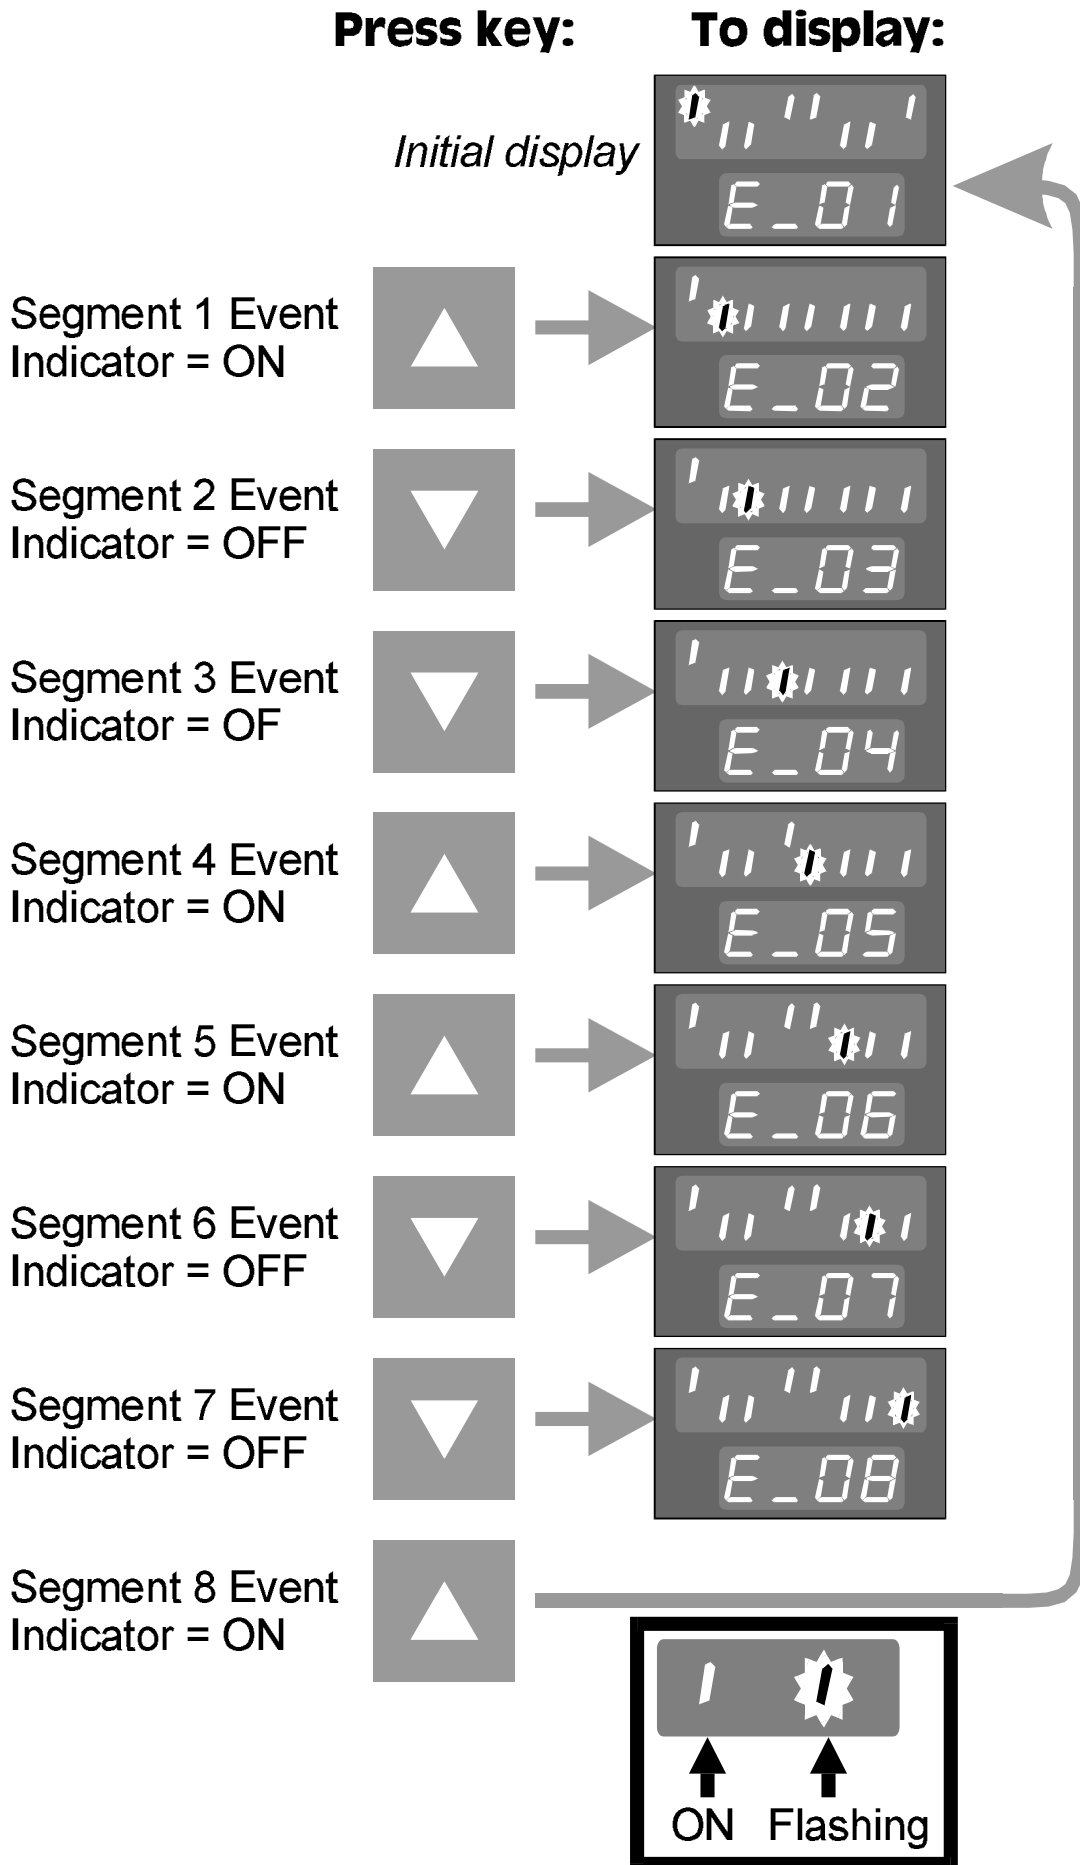 Press key: To display:
Initial display
E_01
Segment 1 Event
Indicator = ON
E_02
Segment 2 Event
Indicator = OFF
E_03
Segment 3 Event
Indicator = OF
E_04
Segment 4 Event
Indicator = ON
E_05
Segment 5 Event
Indicator = ON
E_06
Segment 6 Event
Indicator = OFF
E_07
Segment 7 Event
Indicator = OFF
E_08
Segment 8 Event
Indicator = ON
ON Flashing